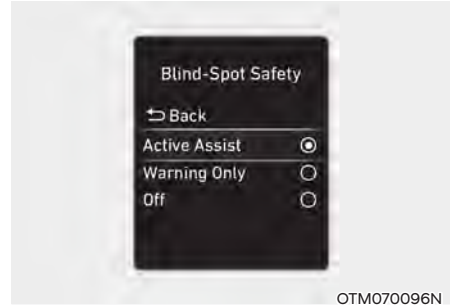 Blind-Spot Safety
Back
Active Assist
Warning Only
Off
OTM070096N